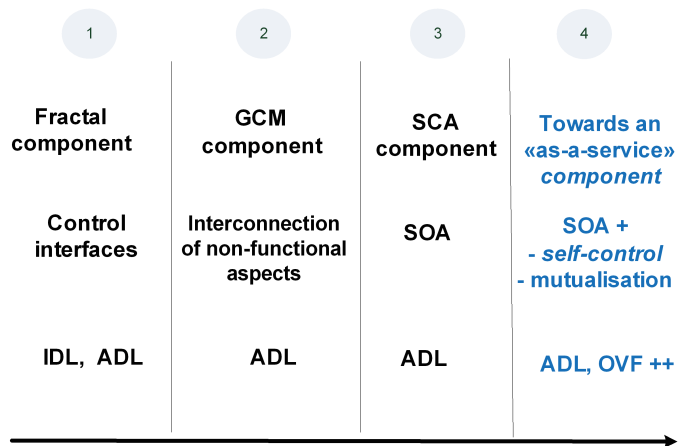 1
2
3
4
Fractal
component
GCM
component
SCA
component
Towards an
«as-a-service»
component
Control
interfaces
Interconnection
of non-functional
aspects
SOA
SOA +
- self-control
- mutualisation
IDL, ADL
ADL
ADL
ADL, OVF ++